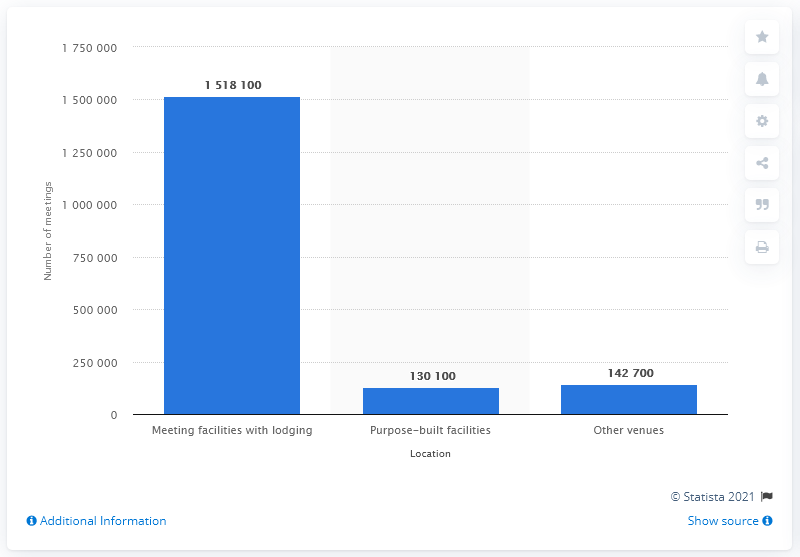 1 750 000
1 500 000
1 250 000
1 000 000
750 000
500 000
250 000
0
Number of meetings
1 518 100
130 100
142 700
Meeting facilities with lodging
Purpose-built facilities
Other venues
Location
© Statista 2021
Additional Information
Show source